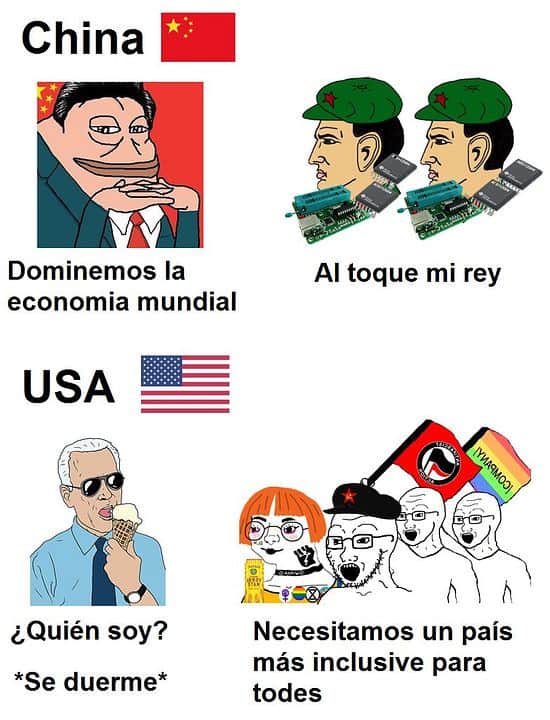 China
Dominemos la
economia mundial
Al toque mi rey
USA
¡COMPANY!
¿Quién soy?
*Se duerme*
Necesitamos un país
más inclusive para
todes